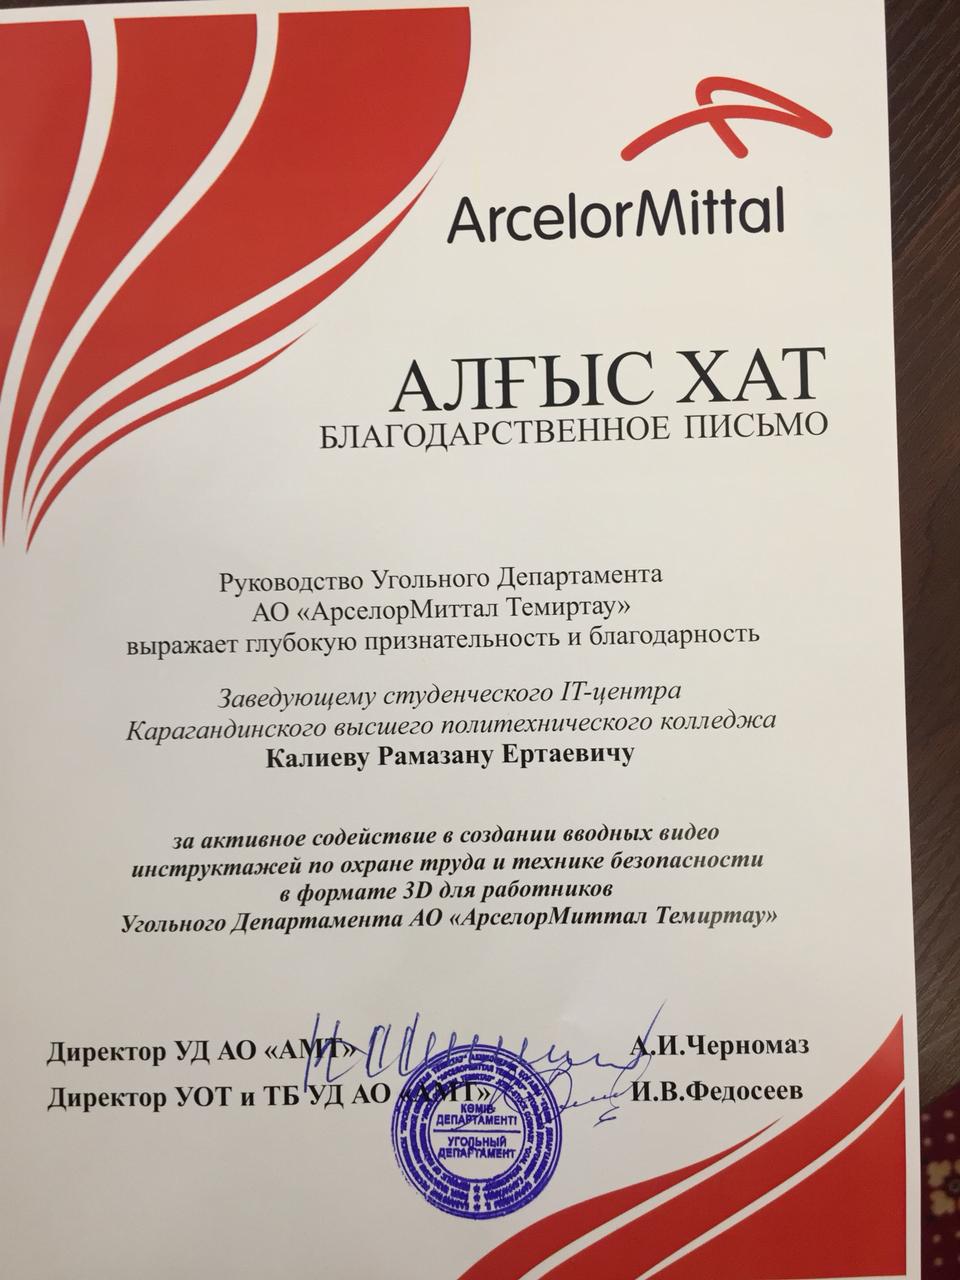 ArcelorMittal
АЛҒЫС ХАТ
БЛАГОДАРСТВЕННОЕ ПИСЬМО
Руководство Угольного Департамента
АО «АрселорМиттал Темиртау»
выражает глубокую признательность и благодарность
Заведующему студенческого IT-центра
Карагандинского высшего политехнического колледжа
Калиеву Рамазану Ертаевичу
за активное содействие в создании вводных видео
инструктажей по охране труда и технике безопасности
в формате 3D для работников
Угольного Департамента АО «АрселорМиттал Темиртау»
Директор УД АО «АМТ» А.И.Черномаз
Директор УОТ и ТБ УД АО «АМТ» И.В.Федосеев
КӨМІР
ДЕПАРТАМЕНТІ
УГОЛЬНЫЙ
ДЕПАРТАМЕНТ